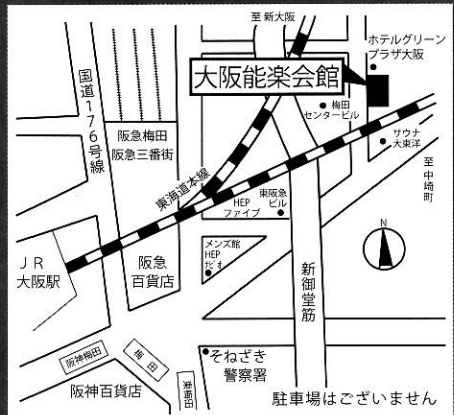 至 新大阪
ホテルグリーン
プラザ大阪
大阪能楽会館
国道176号線
梅田
センタービル
阪急梅田
阪急三番街
サウナ
大東洋
至 中崎町
東海道本線
東阪急
ビル
HEP
ファイブ
N
メンズ館
HEP
JR
大阪駅
阪急
百貨店
新御堂筋
阪神梅田
梅田
東梅田
そねざき
警察署
阪神百貨店
駐車場はございません